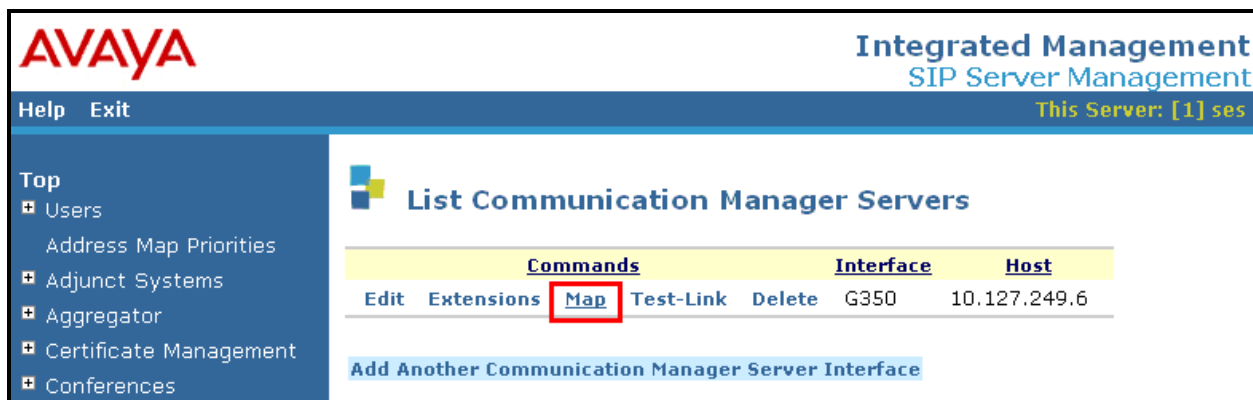 AVAYA
Integrated Management
SIP Server Management
Help Exit
This Server: [1] ses
Top
Users
Address Map Priorities
Adjunct Systems
Aggregator
Certificate Management
Conferences
List Communication Manager Servers
Commands Interface Host
Edit Extensions Map Test-Link Delete G350 10.127.249.6
Add Another Communication Manager Server Interface